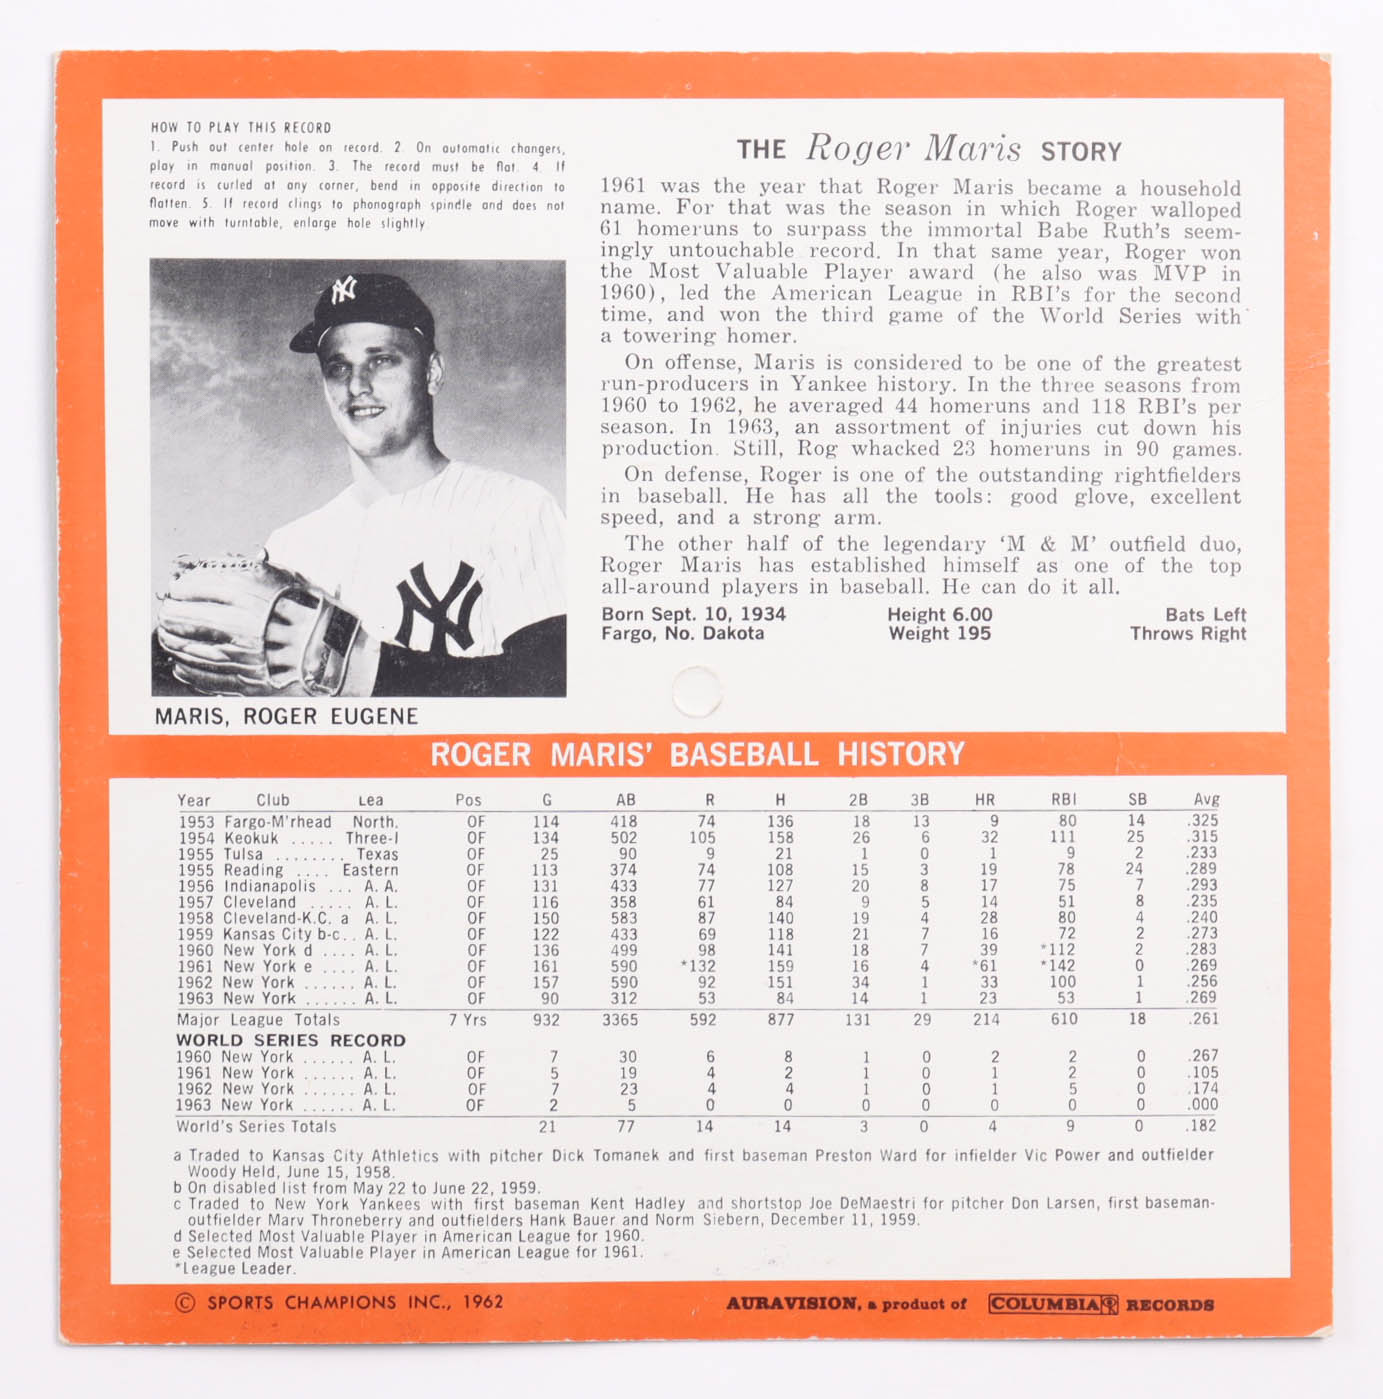 HOW TO PLAY THIS RECORD
1. Push out center hole on record. 2. On automatic changers,
play in manual position. 3. The record must be flat. 4. If
record is curled at any corner, bend in opposite direction to
flatten. 5. If record clings to phonograph spindle and does not
move with turntable, enlarge hole slightly.
THE Roger Maris STORY
1961 was the year that Roger Maris became a household
name. For that was the season in which Roger walloped
61 homeruns to surpass the immortal Babe Ruth's seem-
ingly untouchable record. In that same year, Roger won
the Most Valuable Player award (he also was MVP in
1960), led the American League in RBI's for the second
time, and won the third game of the World Series with
a towering homer.
On offense, Maris is considered to be one of the greatest
run-producers in Yankee history. In the three seasons from
1960 to 1962, he averaged 44 homeruns and 118 RBI's per
season. In 1963, an assortment of injuries cut down his
production. Still, Rog whacked 23 homeruns in 90 games.
On defense, Roger is one of the outstanding rightfielders
in baseball. He has all the tools: good glove, excellent
speed, and a strong arm.
The other half of the legendary 'M & M' outfield duo,
Roger Maris has established himself as one of the top
all-around players in baseball. He can do it all.
Born Sept. 10, 1934 Height 6.00 Bats Left
Fargo, No. Dakota Weight 195 Throws Right
NY
NY
MARIS, ROGER EUGENE
ROGER MARIS' BASEBALL HISTORY
Year Club Lea Pos G AB R H 2B 3B HR RBI SB Avg
1953 Fargo-M'rhead North. OF 114 418 74 136 18 13 9 80 14 .325
1954 Keokuk ..... Three-I OF 134 502 105 158 26 6 32 111 25 .315
1955 Tulsa ........ Texas OF 25 90 9 21 1 0 1 9 2 .233
1955 Reading .... Eastern OF 113 374 74 108 15 3 19 78 24 .289
1956 Indianapolis ... A. A. OF 131 433 77 127 20 8 17 75 7 .293
1957 Cleveland ..... A. L. OF 116 358 61 84 9 5 14 51 8 .235
1958 Cleveland-K.C. a A. L. OF 150 583 87 140 19 4 28 80 4 .240
1959 Kansas City b-c.. A. L. OF 122 433 69 118 21 7 16 72 2 .273
1960 New York d .... A. L. OF 136 499 98 141 18 7 39 *112 2 .283
1961 New York e .... A. L. OF 161 590 *132 159 16 4 *61 *142 0 .269
1962 New York ...... A. L. OF 157 590 92 151 34 1 33 100 1 .256
1963 New York ...... A. L. OF 90 312 53 84 14 1 23 53 1 .269
Major League Totals 7 Yrs 932 3365 592 877 131 29 214 610 18 .261
WORLD SERIES RECORD
1960 New York ...... A. L. OF 7 30 6 8 1 0 2 2 0 .267
1961 New York ...... A. L. OF 5 19 4 2 1 0 1 2 0 .105
1962 New York ...... A. L. OF 7 23 4 4 1 0 1 5 0 .174
1963 New York ...... A. L. OF 2 5 0 0 0 0 0 0 0 .000
World's Series Totals 21 77 14 14 3 0 4 9 0 .182
a Traded to Kansas City Athletics with pitcher Dick Tomanek and first baseman Preston Ward for infielder Vic Power and outfielder
Woody Held, June 15, 1958.
b On disabled list from May 22 to June 22, 1959.
c Traded to New York Yankees with first baseman Kent Hadley and shortstop Joe DeMaestri for pitcher Don Larsen, first baseman-
outfielder Marv Throneberry and outfielders Hank Bauer and Norm Siebern, December 11, 1959.
d Selected Most Valuable Player in American League for 1960.
e Selected Most Valuable Player in American League for 1961.
*League Leader.
© SPORTS CHAMPIONS INC., 1962
AURAVISION, a product of COLUMBIA RECORDS